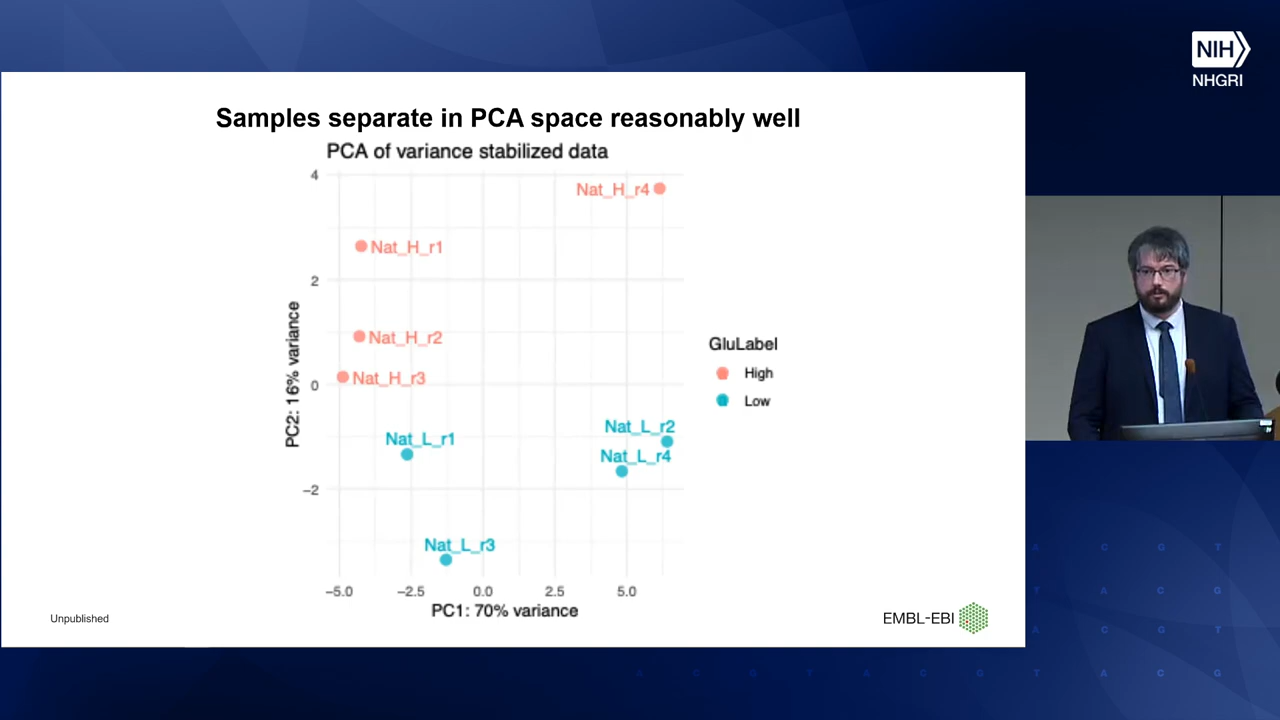 NIH
NHGRI
Samples separate in PCA space reasonably well
PCA of variance stabilized data
4
Nat_H_r4
Nat_H_r1
2
Nat_H_r2
Nat_H_r3
0
PC2: 16% variance
GluLabel
High
Low
Nat_L_r2
Nat_L_r1
Nat_L_r4
−2
Nat_L_r3
−5.0 −2.5 0.0 2.5 5.0
PC1: 70% variance
Unpublished
EMBL-EBI
A C G T
T A C G
A C G T
A C G T A C G T A C G